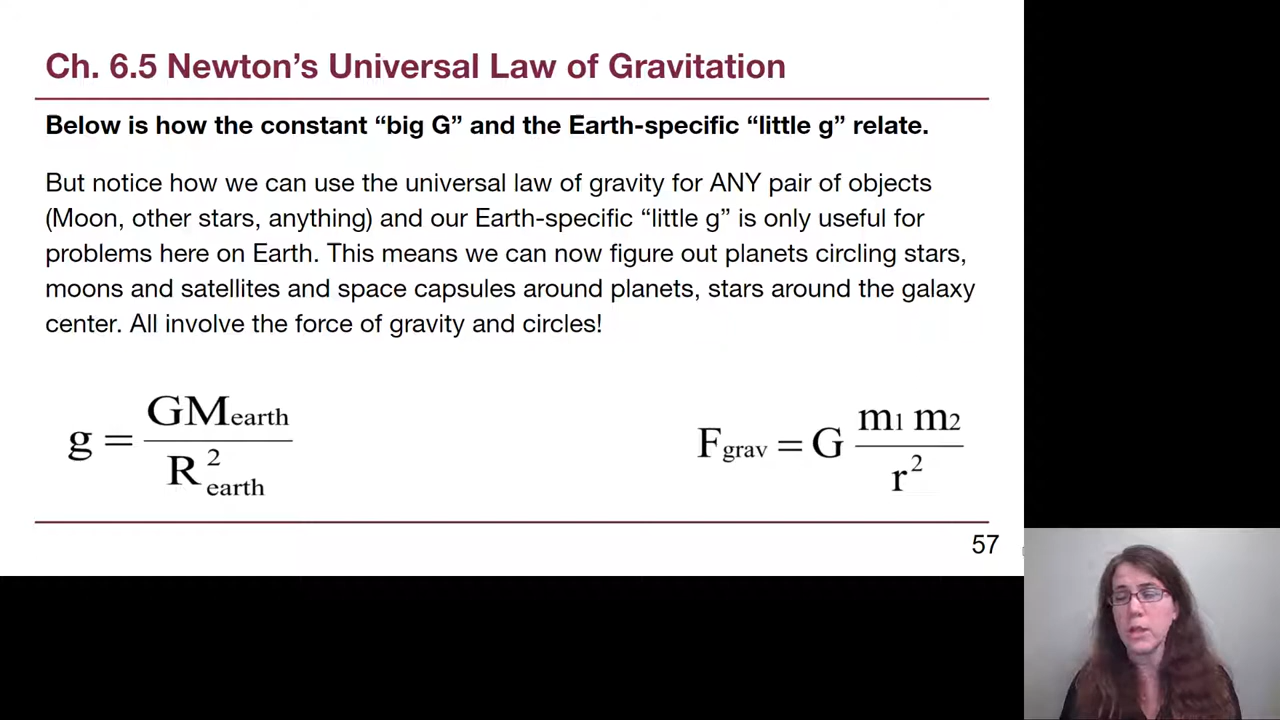 Ch. 6.5 Newton’s Universal Law of Gravitation
Below is how the constant “big G” and the Earth-specific “little g” relate.
But notice how we can use the universal law of gravity for ANY pair of objects
(Moon, other stars, anything) and our Earth-specific “little g” is only useful for
problems here on Earth. This means we can now figure out planets circling stars,
moons and satellites and space capsules around planets, stars around the galaxy
center. All involve the force of gravity and circles!
g = GMearth / R²earth
Fgrav = G m1 m2 / r²
57